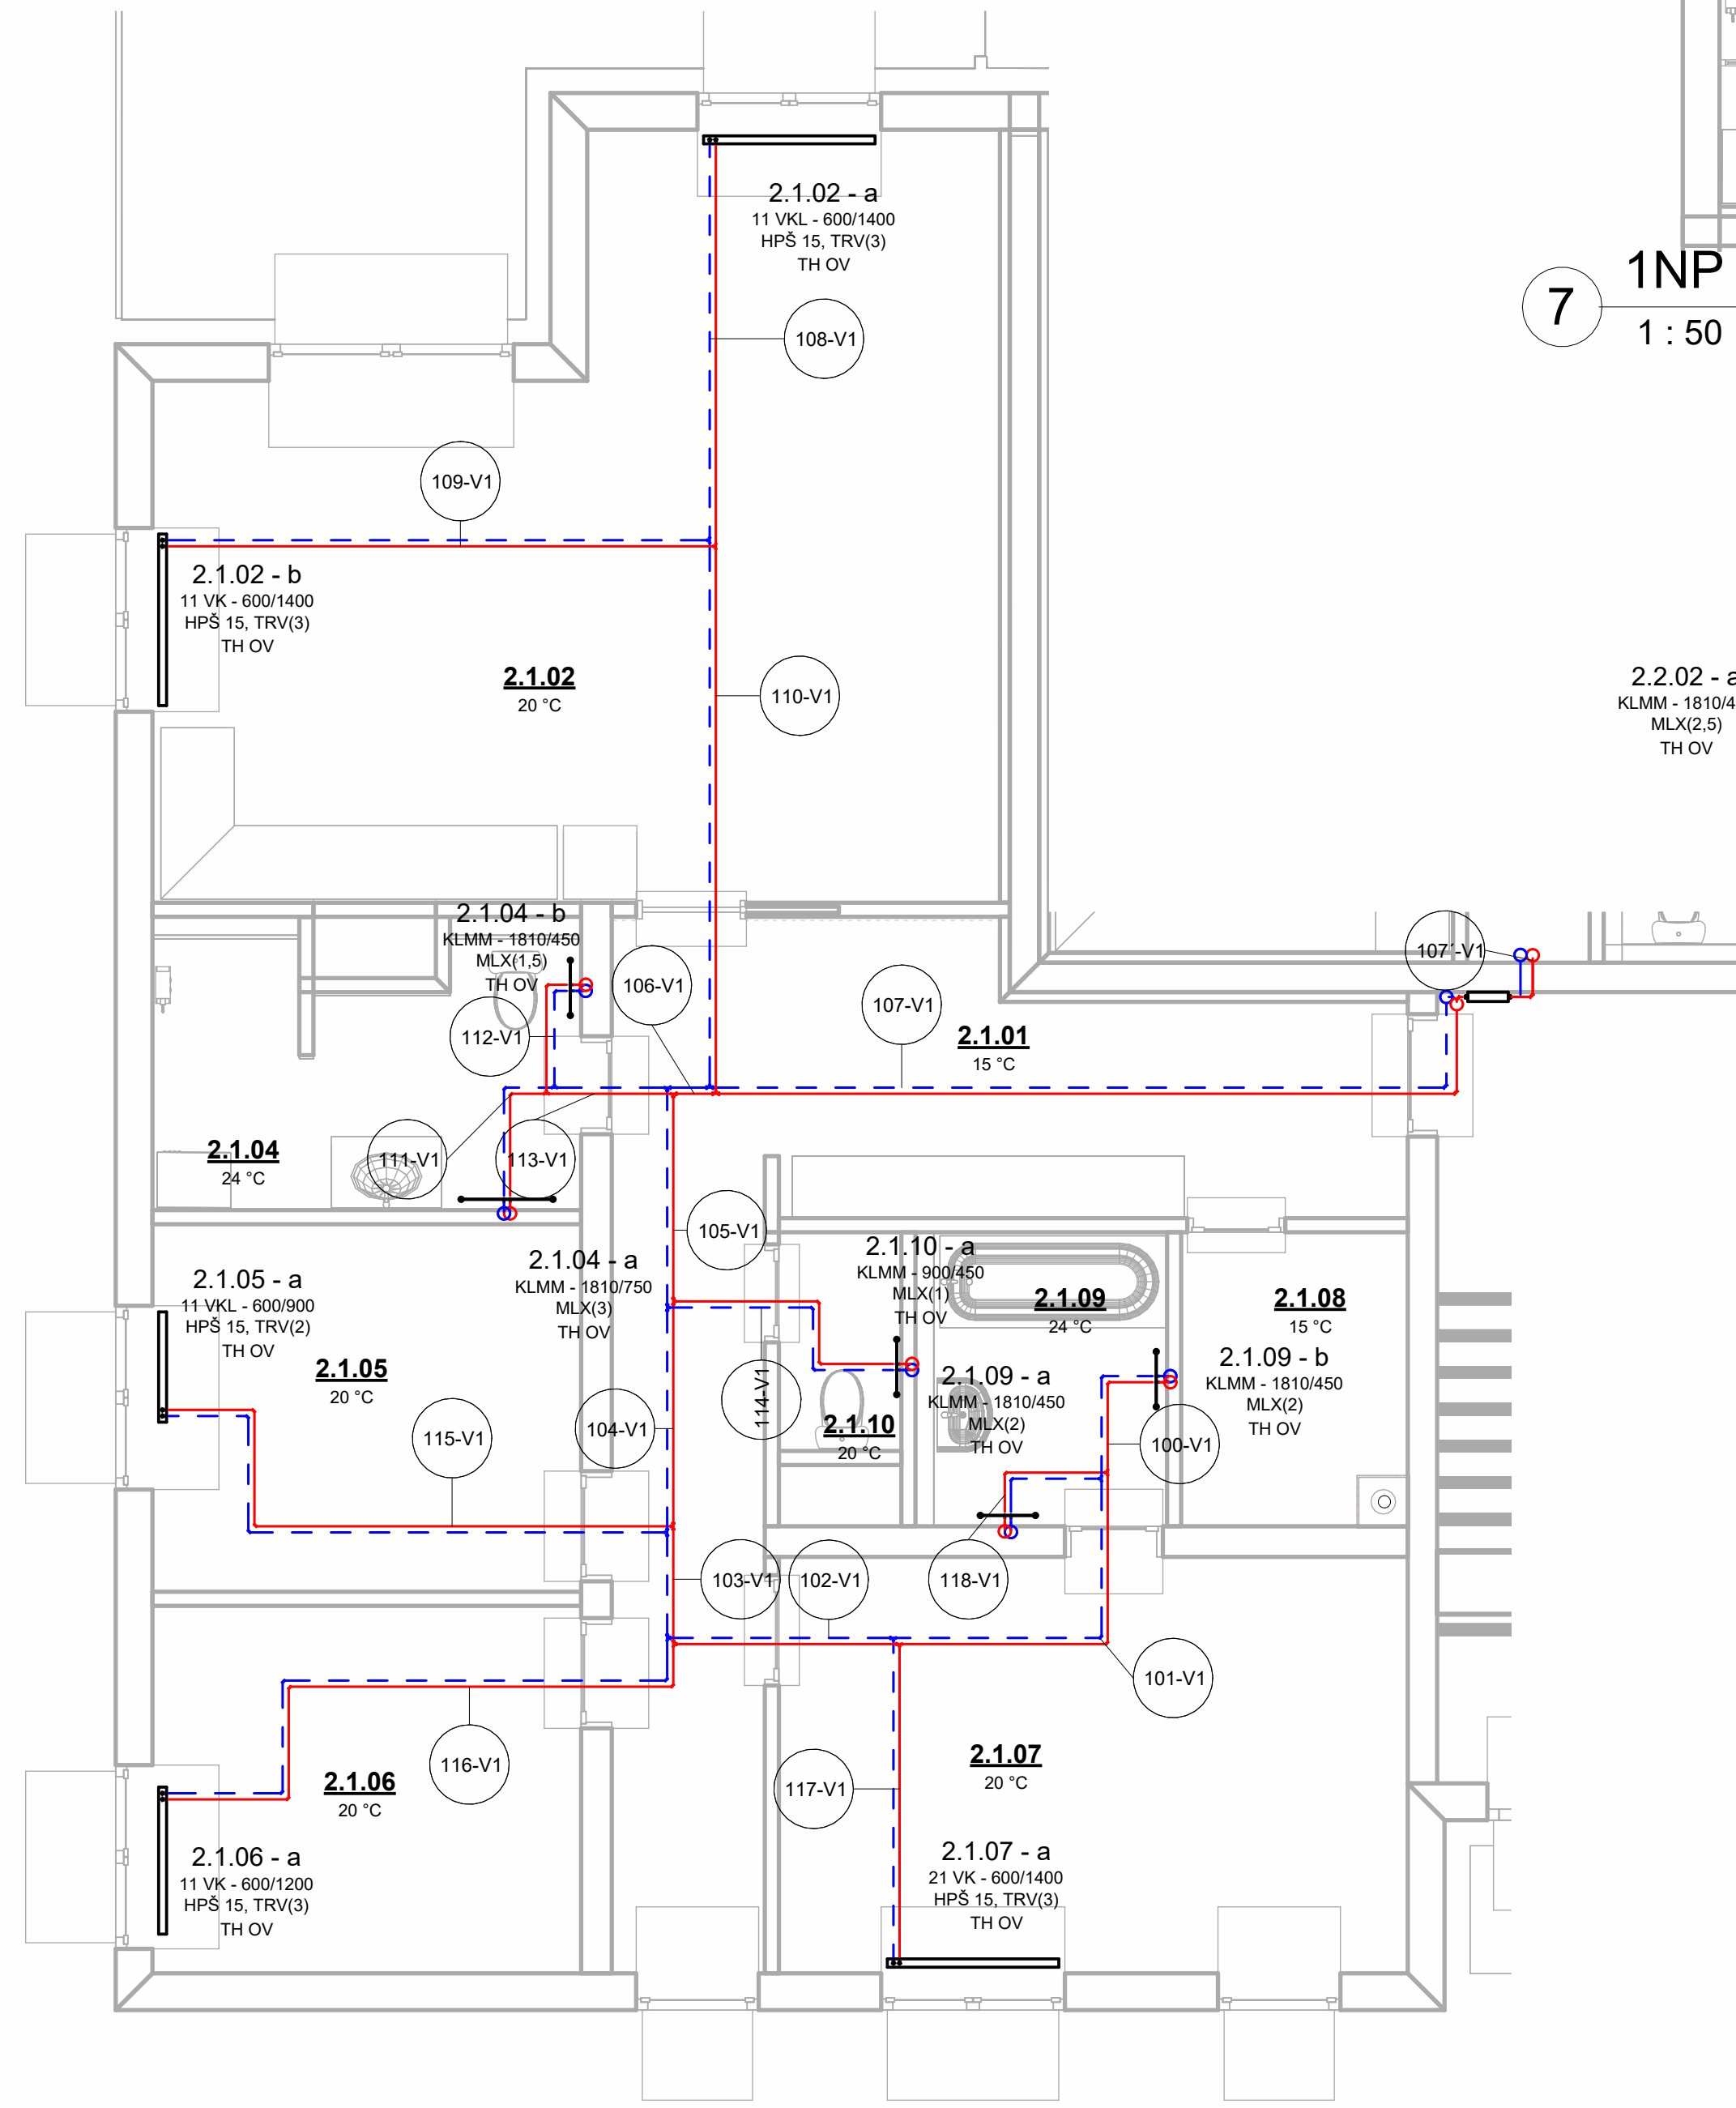 2.1.02 - a
11 VKL - 600/1400
HPŠ 15, TRV(3)
TH OV
1NP
7
1 : 50
108-V1
109-V1
2.1.02 - b
11 VK - 600/1400
HPŠ 15, TRV(3)
TH OV
2.1.02
20 °C
110-V1
2.2.02 - a
KLMM - 1810/4
MLX(2,5)
TH OV
2.1.04 - b
KLMM - 1810/450
MLX(1,5)
TH OV
106-V1
107-V1
107´-V1
112-V1
2.1.01
15 °C
2.1.04
24 °C
111-V1
113-V1
105-V1
2.1.04 - a
KLMM - 1810/750
MLX(3)
TH OV
2.1.10 - a
KLMM - 900/450
MLX(1)
TH OV
2.1.05 - a
11 VKL - 600/900
HPŠ 15, TRV(2)
TH OV
2.1.09
24 °C
2.1.08
15 °C
2.1.05
20 °C
2.1.09 - a
KLMM - 1810/450
MLX(2)
TH OV
2.1.09 - b
KLMM - 1810/450
MLX(2)
TH OV
114-V1
2.1.10
20 °C
115-V1
104-V1
100-V1
103-V1
102-V1
118-V1
101-V1
116-V1
117-V1
2.1.06
20 °C
2.1.07
20 °C
2.1.06 - a
11 VK - 600/1200
HPŠ 15, TRV(3)
TH OV
2.1.07 - a
21 VK - 600/1400
HPŠ 15, TRV(3)
TH OV